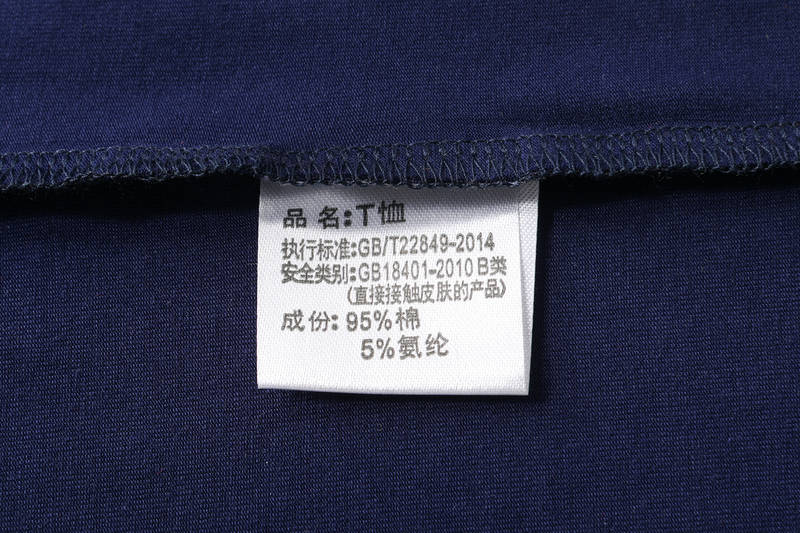 品 名:T恤
执行标准:GB/T22849-2014
安全类别:GB18401-2010 B类
(直接接触皮肤的产品)
成份: 95%棉
5%氨纶